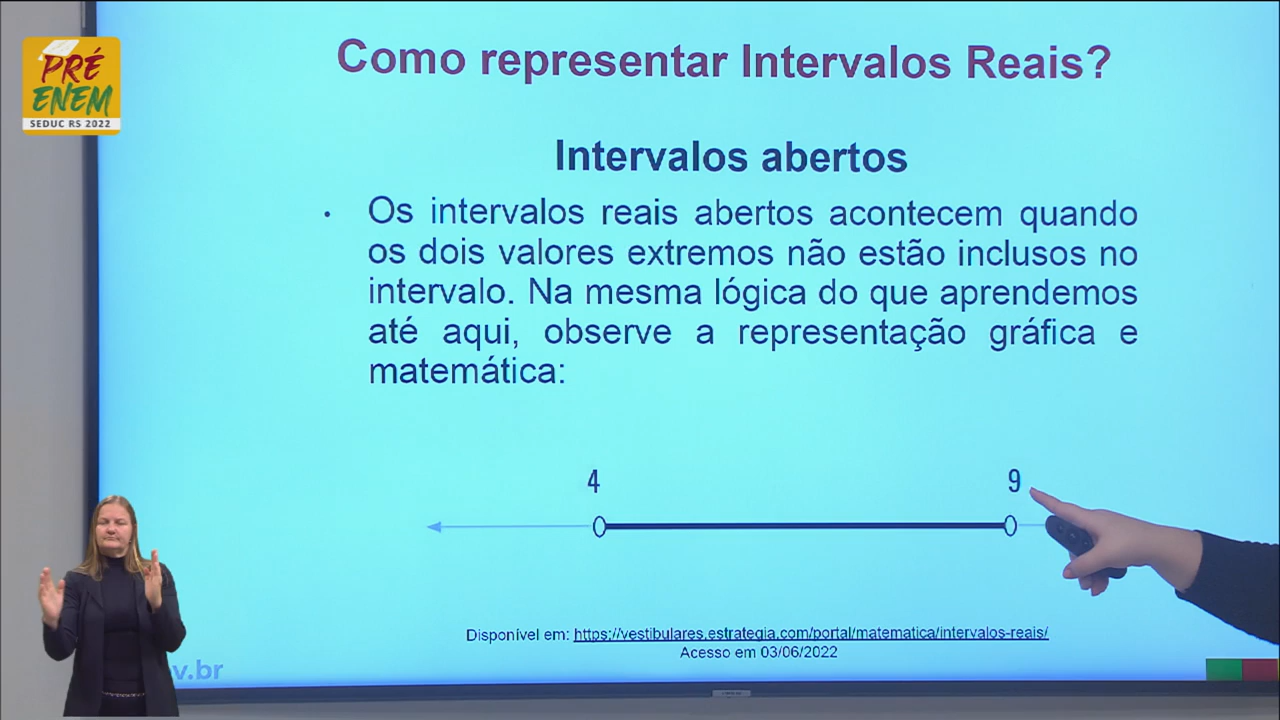 PRÉ
ENEM
SEDUC RS 2022
Como representar Intervalos Reais?
Intervalos abertos
• Os intervalos reais abertos acontecem quando
os dois valores extremos não estão inclusos no
intervalo. Na mesma lógica do que aprendemos
até aqui, observe a representação gráfica e
matemática:
4 9
Disponível em: https://vestibulares.estrategia.com/portal/matematica/intervalos-reais/
Acesso em 03/06/2022
v.br